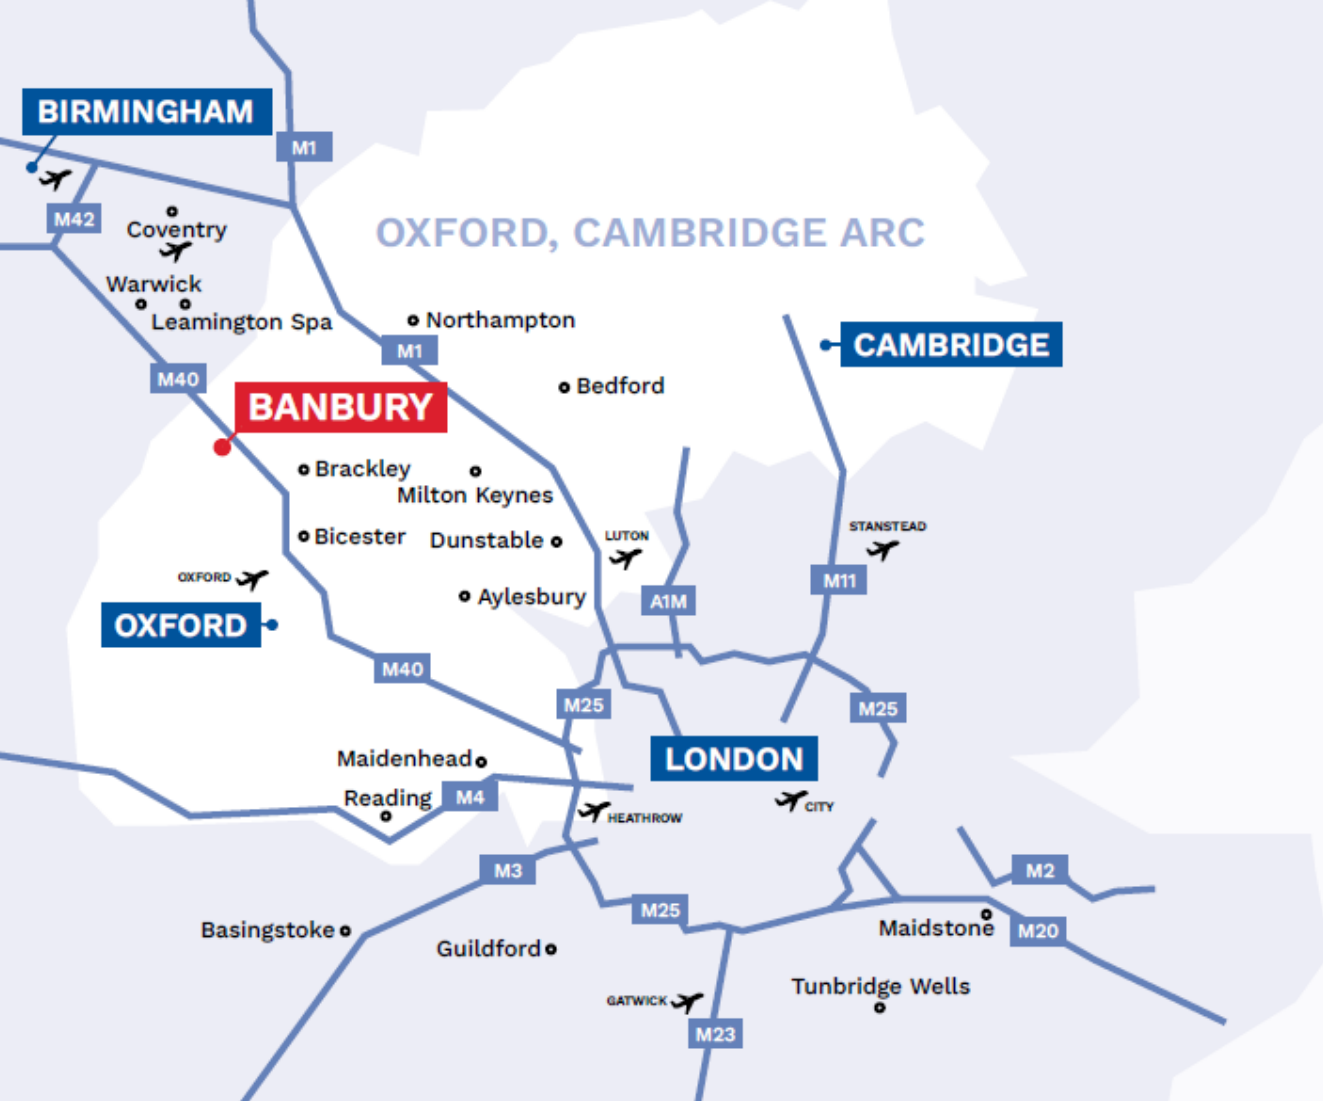 BIRMINGHAM
M1
M42
Coventry
OXFORD, CAMBRIDGE ARC
Warwick
Leamington Spa
Northampton
M1
CAMBRIDGE
M40
Bedford
BANBURY
Brackley
Milton Keynes
STANSTEAD
Bicester
Dunstable
LUTON
OXFORD
M11
Aylesbury
A1M
OXFORD
M40
M25
M25
Maidenhead
LONDON
Reading
M4
CITY
HEATHROW
M3
M2
M25
Basingstoke
Maidstone
M20
Guildford
Tunbridge Wells
GATWICK
M23